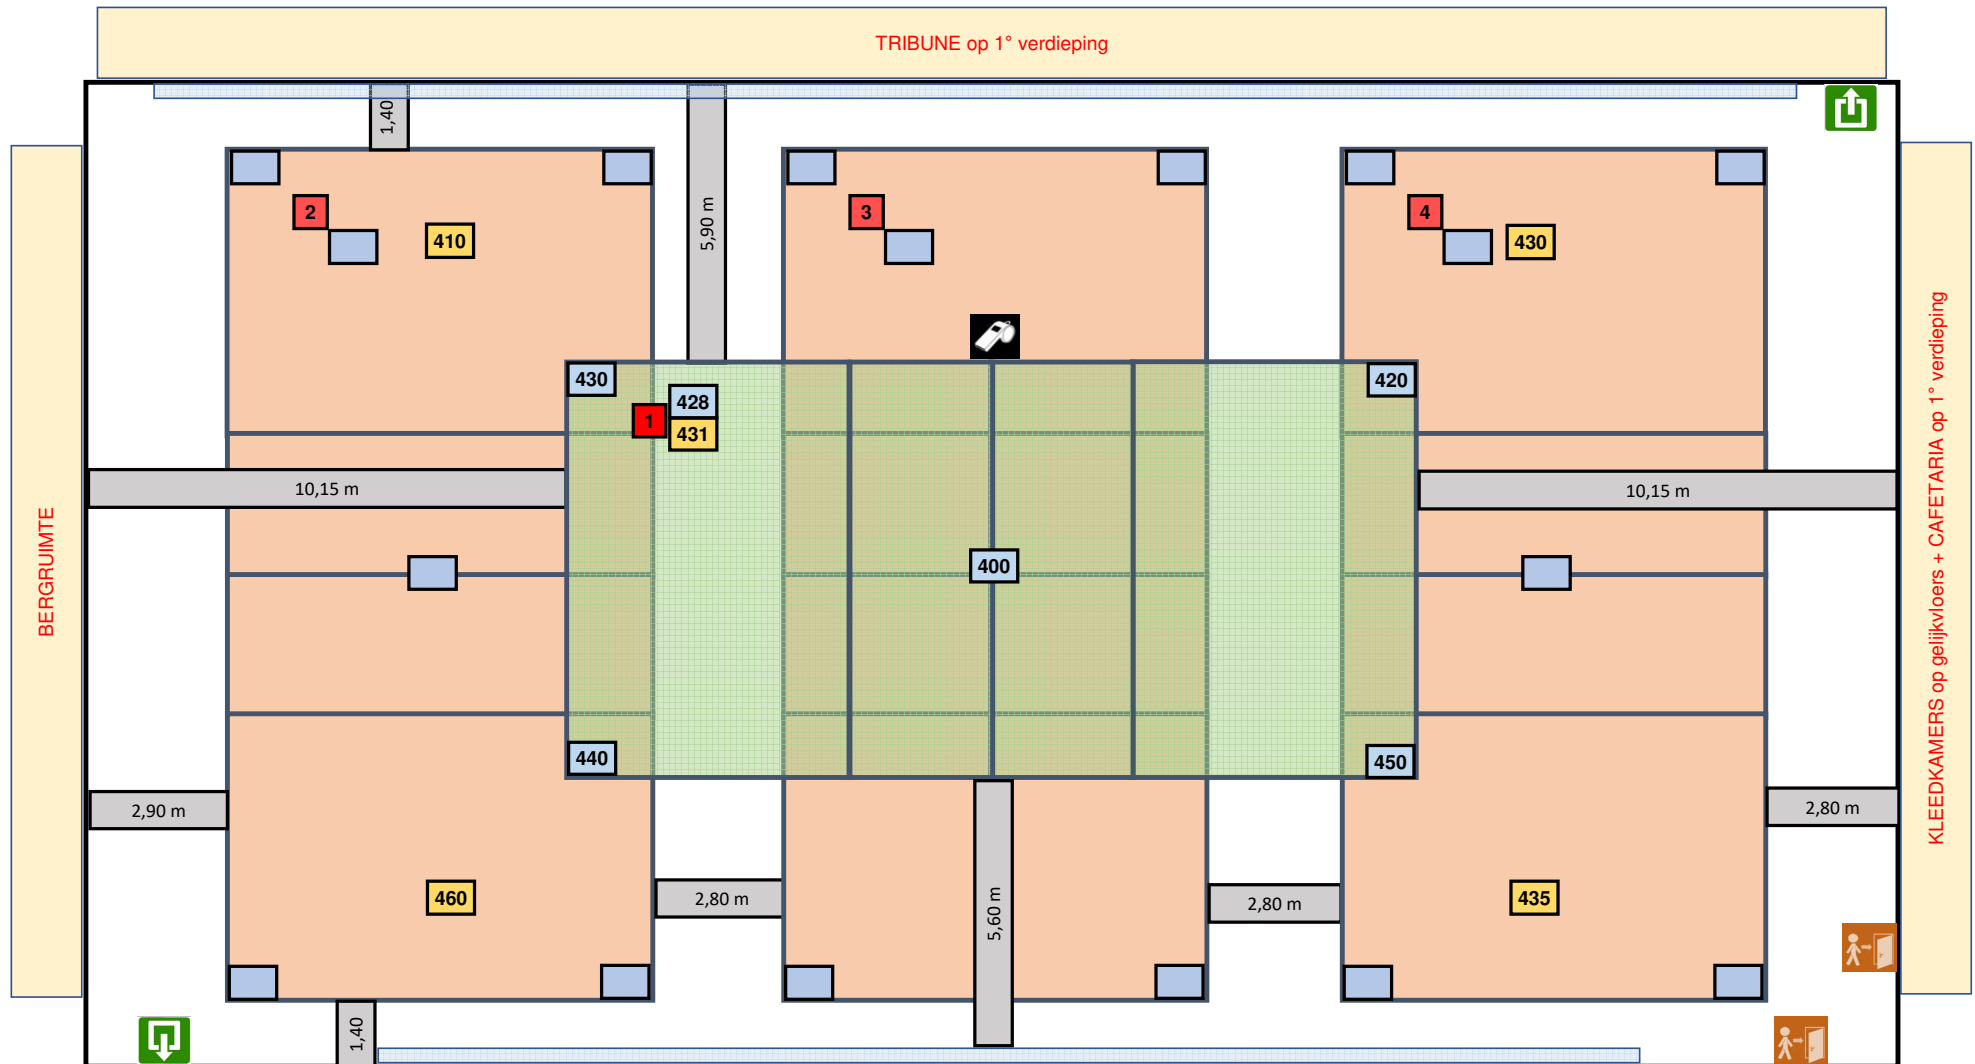 TRIBUNE op 1° verdieping
1,40
2
410
5,90 m
3
4
430
430
428
1
431
420
10,15 m
10,15 m
400
BERGRUIMTE
KLEEDKAMERS op gelijkvloers + CAFETARIA op 1° verdieping
440
450
2,90 m
2,80 m
460
2,80 m
5,60 m
2,80 m
435
1,40